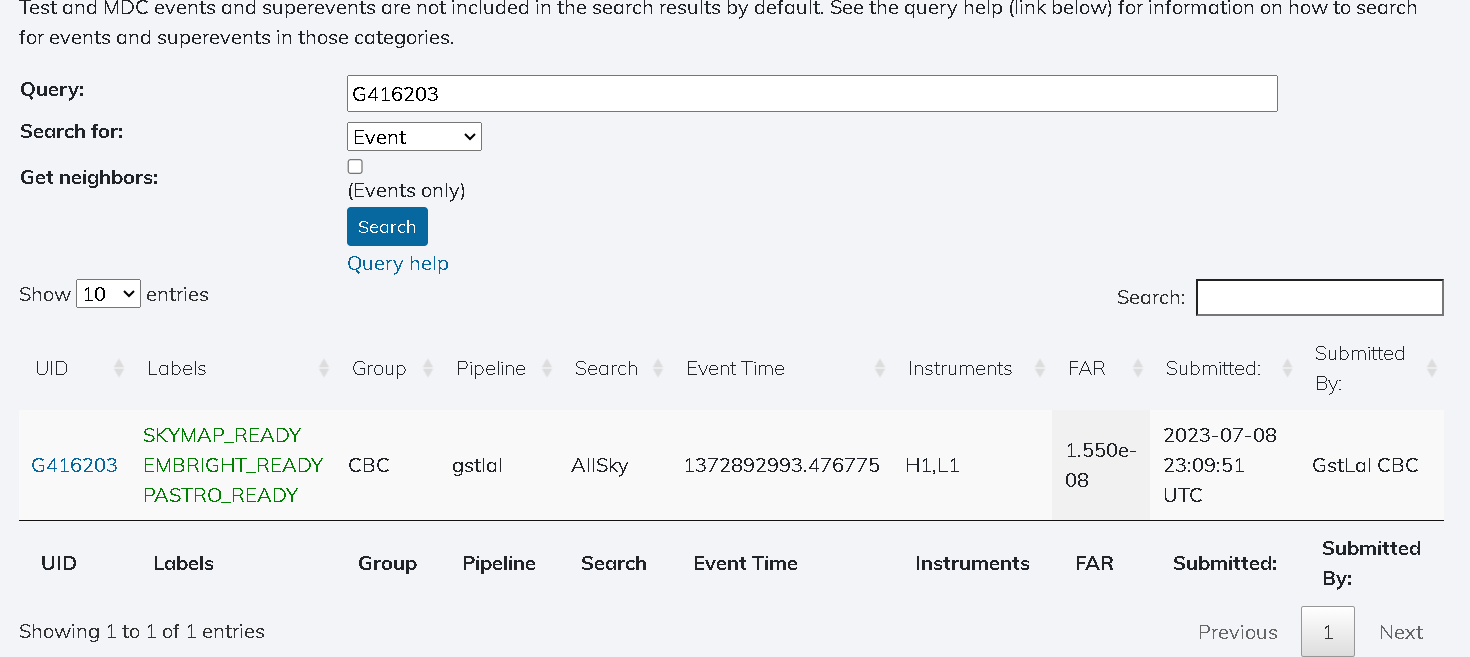 Test and MDC events and superevents are not included in the search results by default. See the query help (link below) for information on how to search
for events and superevents in those categories.
Query: G416203
Search for: Event
Get neighbors:
(Events only)
Search
Query help
Show 10 entries Search:
UID Labels Group Pipeline Search Event Time Instruments FAR Submitted: Submitted
By:
SKYMAP_READY 2023-07-08
G416203 EMBRIGHT_READY CBC gstlal AllSky 1372892993.476775 H1,L1 1.550e-
08 23:09:51 GstLal CBC
PASTRO_READY UTC
UID Labels Group Pipeline Search Event Time Instruments FAR Submitted: Submitted
By:
Showing 1 to 1 of 1 entries Previous 1 Next